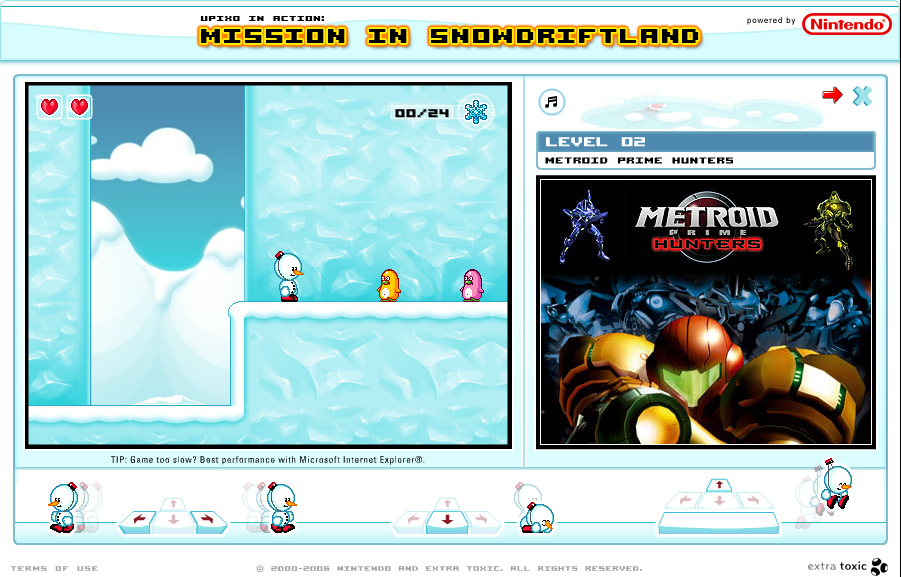 UPIXO IN ACTION:
MISSION IN SNOWDRIFTLAND
powered by Nintendo®
00/24
LEVEL 02
METROID PRIME HUNTERS
METROID
PRIME
HUNTERS
TIP: Game too slow? Best performance with Microsoft Internet Explorer®.
TERMS OF USE
© 2000-2006 NINTENDO AND EXTRA TOXIC. ALL RIGHTS RESERVED.
extra toxic